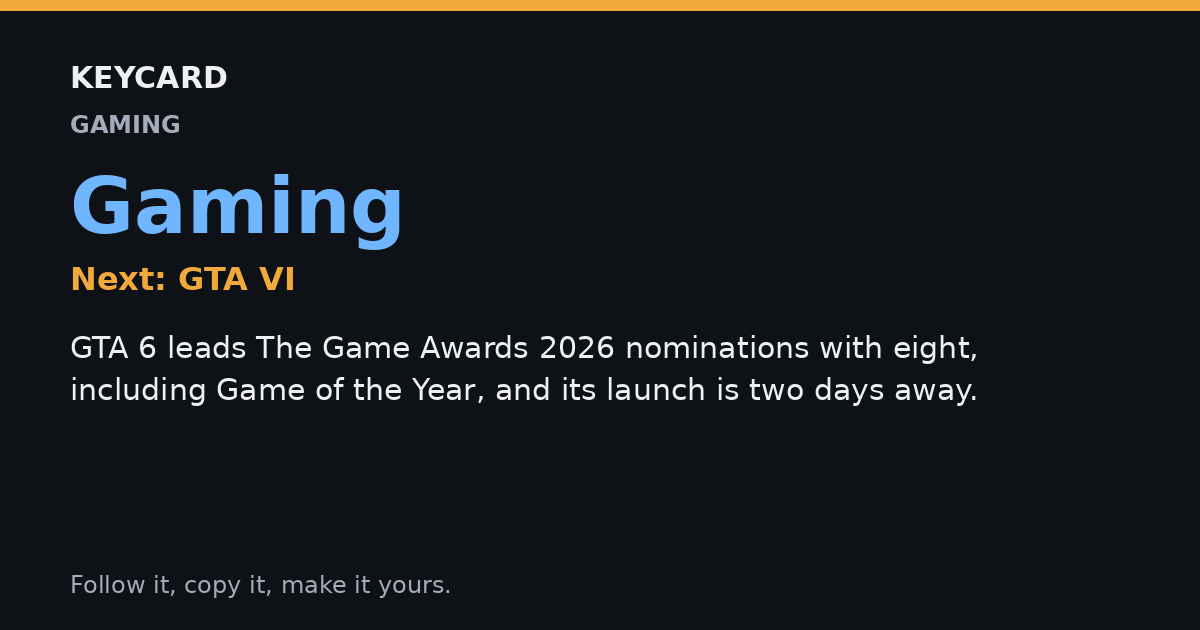 KEYCARD
GAMING
Gaming
Next: GTA VI
GTA 6 leads The Game Awards 2026 nominations with eight,
including Game of the Year, and its launch is two days away.
Follow it, copy it, make it yours.